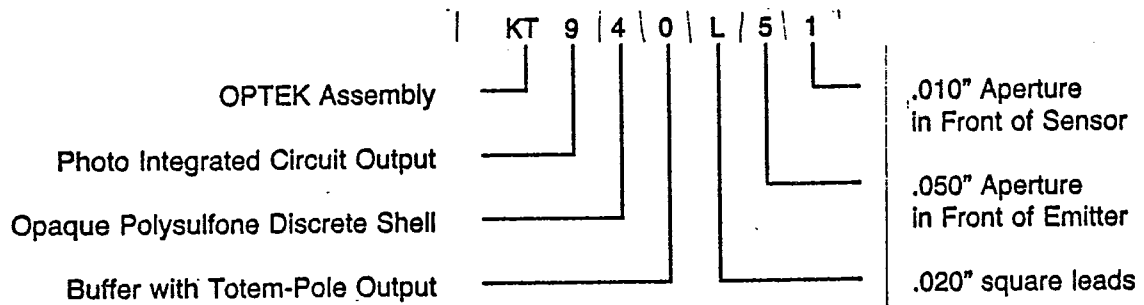 KT 9 4 0 L 5 1
OPTEK Assembly
Photo Integrated Circuit Output
Opaque Polysulfone Discrete Shell
Buffer with Totem-Pole Output
.010" Aperture
in Front of Sensor
.050" Aperture
in Front of Emitter
.020" square leads